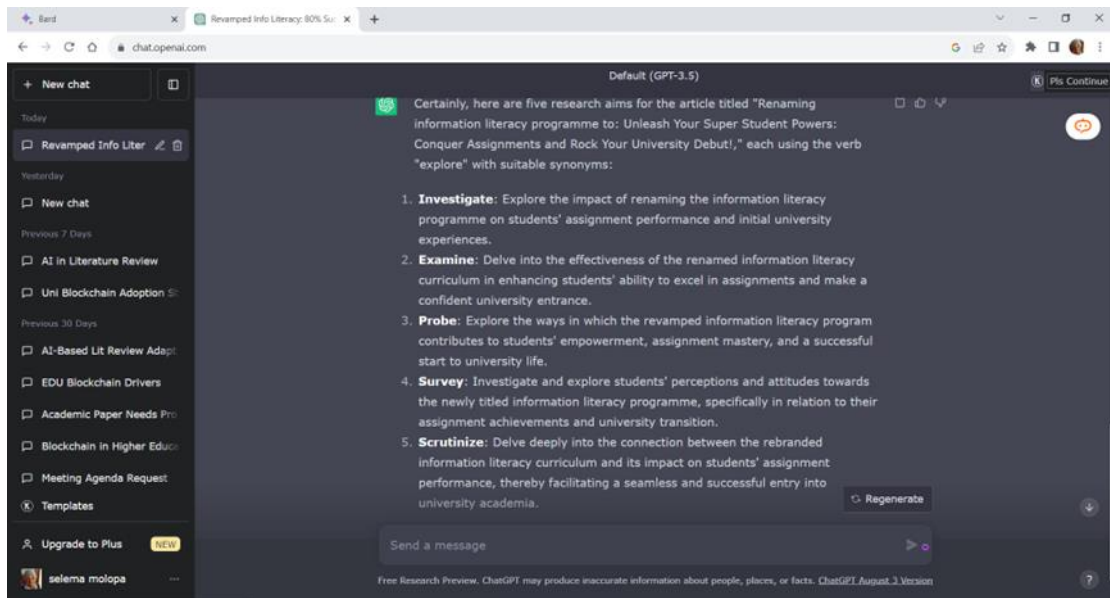 Bard
Revamped Info Literacy: 80% Su
chat.openai.com
New chat
Default (GPT-3.5)
Pls Continue
Today
Revamped Info Liter
Yesterday
New chat
Previous 7 Days
AI in Literature Review
Uni Blockchain Adoption
Previous 30 Days
AI-Based Lit Review Adapt
EDU Blockchain Drivers
Academic Paper Needs Pro
Blockchain in Higher Educa
Meeting Agenda Request
Templates
Upgrade to Plus NEW
selema molopa
Certainly, here are five research aims for the article titled "Renaming
information literacy programme to: Unleash Your Super Student Powers:
Conquer Assignments and Rock Your University Debut!," each using the verb
"explore" with suitable synonyms:
1. Investigate: Explore the impact of renaming the information literacy
programme on students' assignment performance and initial university
experiences.
2. Examine: Delve into the effectiveness of the renamed information literacy
curriculum in enhancing students' ability to excel in assignments and make a
confident university entrance.
3. Probe: Explore the ways in which the revamped information literacy program
contributes to students' empowerment, assignment mastery, and a successful
start to university life.
4. Survey: Investigate and explore students' perceptions and attitudes towards
the newly titled information literacy programme, specifically in relation to their
assignment achievements and university transition.
5. Scrutinize: Delve deeply into the connection between the rebranded
information literacy curriculum and its impact on students' assignment
performance, thereby facilitating a seamless and successful entry into
university academia.
Regenerate
Send a message
Free Research Preview. ChatGPT may produce inaccurate information about people, places, or facts. ChatGPT August 3 Version